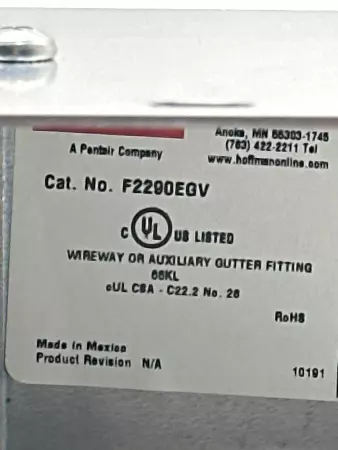 Anoka, MN 55303-1745
A Pentair Company
(763) 422-2211 Tel
www.hoffmanonline.com
Cat. No. F2290EGV
c UL US LISTED
WIREWAY OR AUXILIARY GUTTER FITTING
66KL
cUL CSA - C22.2 No. 26
RoHS
Made in Mexico
Product Revision N/A
10191